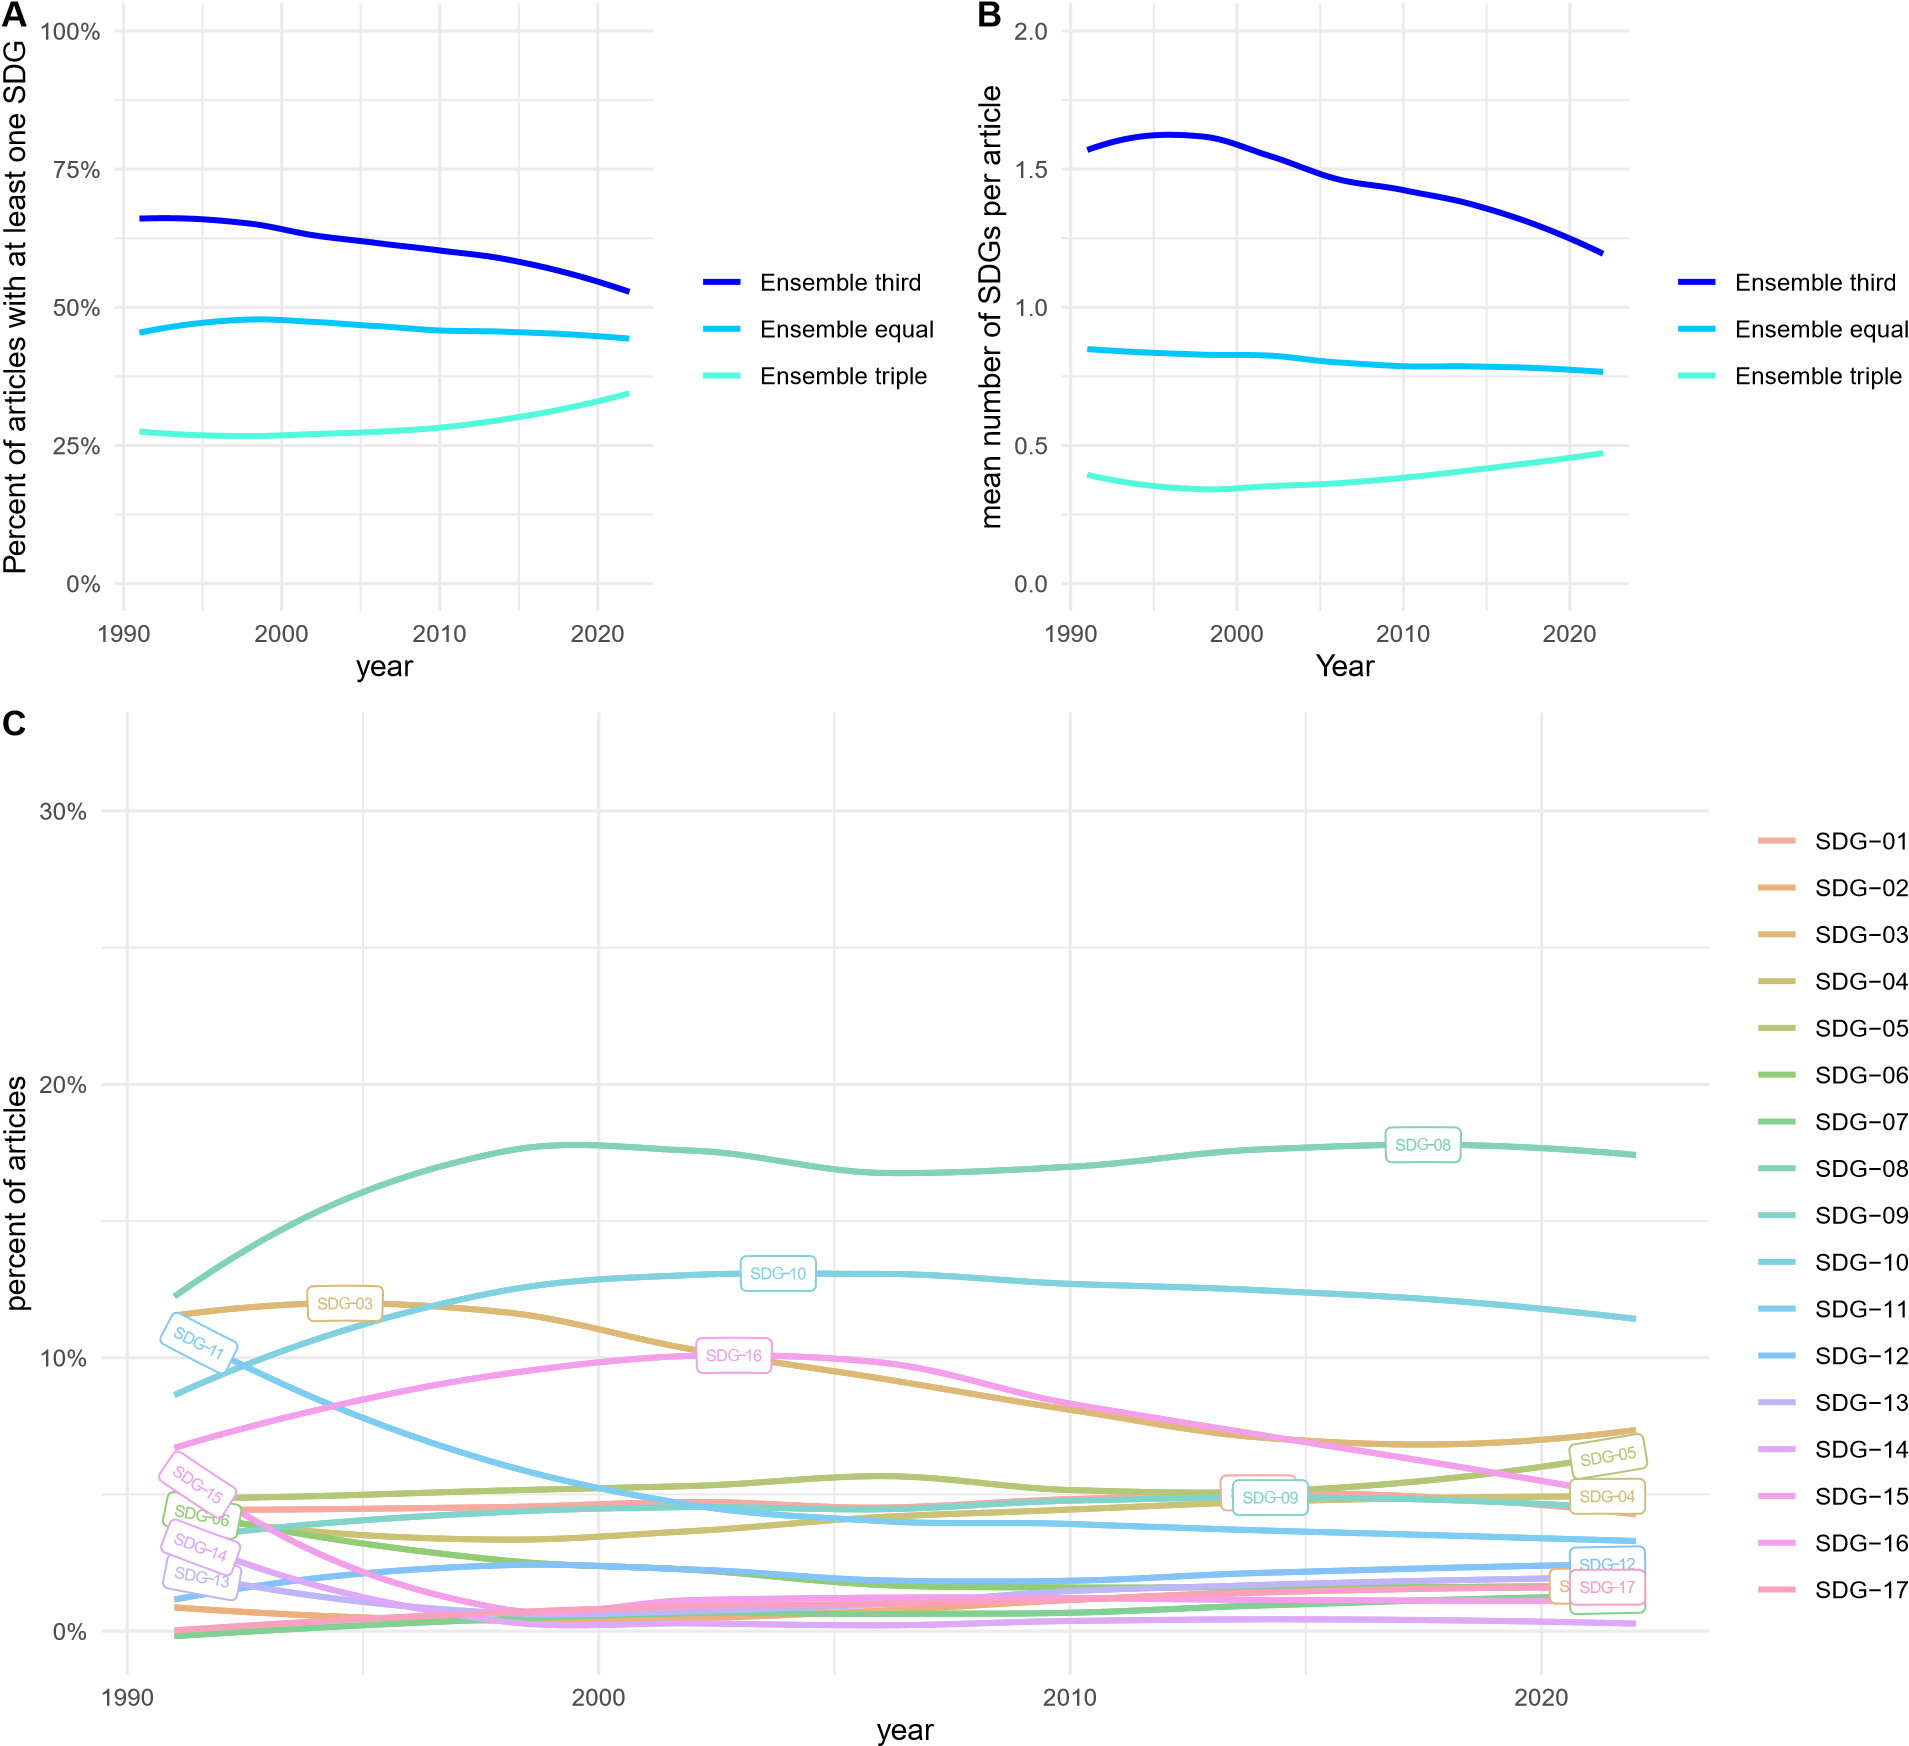 A
Percent of articles with at least one SDG
100%
75%
50%
25%
0%
1990
2000
2010
2020
year
Ensemble third
Ensemble equal
Ensemble triple
B
mean number of SDGs per article
2.0
1.5
1.0
0.5
0.0
1990
2000
2010
2020
Year
Ensemble third
Ensemble equal
Ensemble triple
C
percent of articles
30%
20%
10%
0%
1990
2000
2010
2020
year
SDG-08
SDG-10
SDG-03
SDG-11
SDG-16
SDG-15
SDG-05
SDG-04
SDG-09
SDG-06
SDG-14
SDG-13
SDG-12
SDG-17
SDG−01
SDG−02
SDG−03
SDG−04
SDG−05
SDG−06
SDG−07
SDG−08
SDG−09
SDG−10
SDG−11
SDG−12
SDG−13
SDG−14
SDG−15
SDG−16
SDG−17